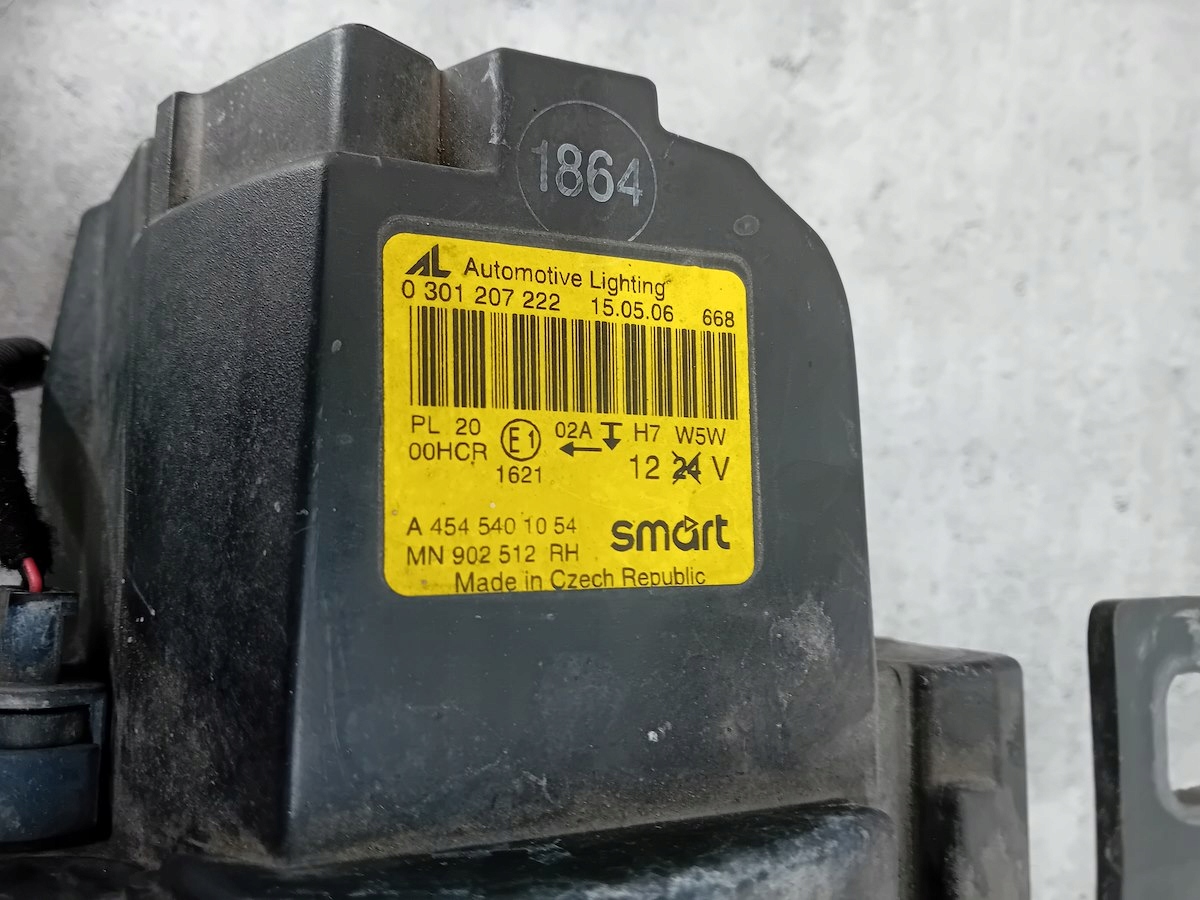 1864
AL Automotive Lighting
0 301 207 222 15.05.06 668
PL 20 E1 02A H7 W5W
00HCR 1621 12 24 V
A 454 540 10 54 smart
MN 902 512 RH
Made in Czech Republic